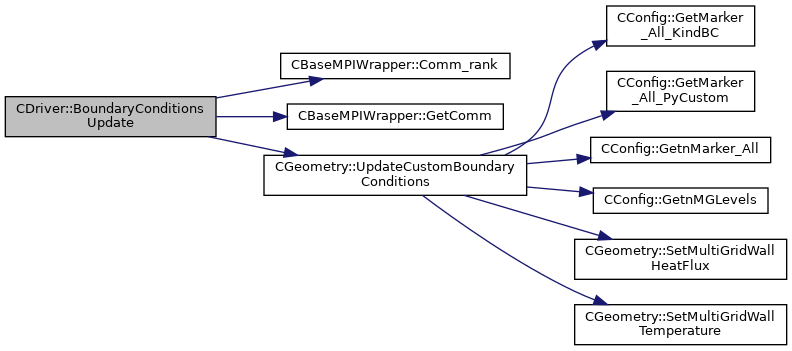 CDriver::BoundaryConditions
Update
CBaseMPIWrapper::Comm_rank
CBaseMPIWrapper::GetComm
CGeometry::UpdateCustomBoundary
Conditions
CConfig::GetMarker
_All_KindBC
CConfig::GetMarker
_All_PyCustom
CConfig::GetnMarker_All
CConfig::GetnMGLevels
CGeometry::SetMultiGridWall
HeatFlux
CGeometry::SetMultiGridWall
Temperature